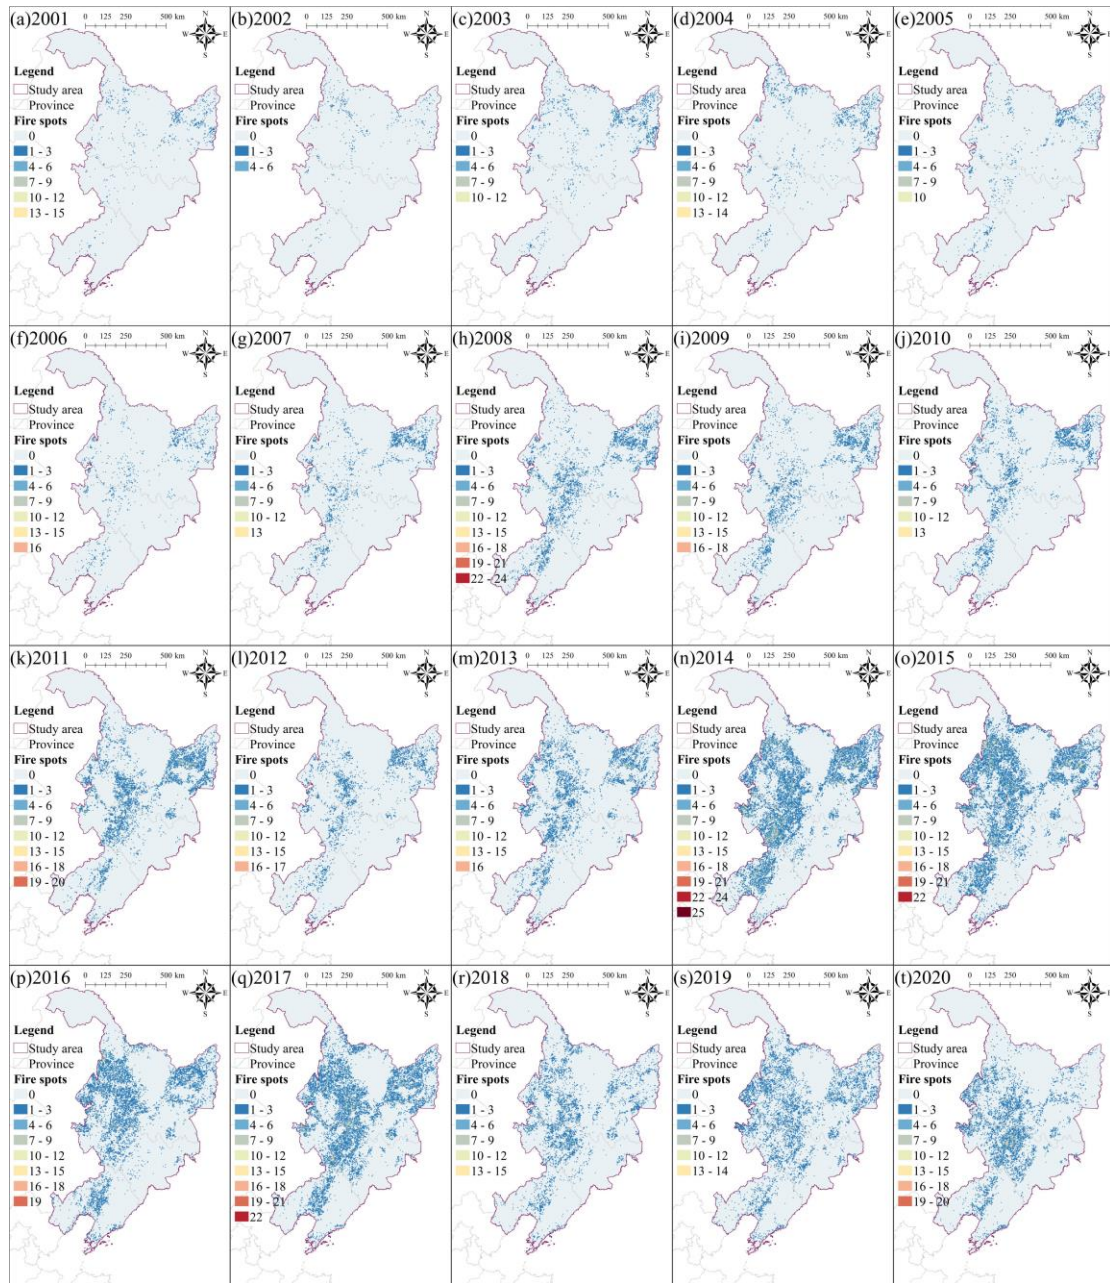 (a)2001
0 125 250 500 km
N
W E
S
Legend
Study area
Province
Fire spots
0
1 - 3
4 - 6
7 - 9
10 - 12
13 - 15
(b)2002
0 125 250 500 km
N
W E
S
Legend
Study area
Province
Fire spots
0
1 - 3
4 - 6
(c)2003
0 125 250 500 km
N
W E
S
Legend
Study area
Province
Fire spots
0
1 - 3
4 - 6
10 - 12
(d)2004
0 125 250 500 km
N
W E
S
Legend
Study area
Province
Fire spots
0
1 - 3
4 - 6
7 - 9
10 - 12
13 - 14
(e)2005
0 125 250 500 km
N
W E
S
Legend
Study area
Province
Fire spots
0
1 - 3
4 - 6
7 - 9
10
(f)2006
0 125 250 500 km
N
W E
S
Legend
Study area
Province
Fire spots
0
1 - 3
4 - 6
7 - 9
10 - 12
13 - 15
16
(g)2007
0 125 250 500 km
N
W E
S
Legend
Study area
Province
Fire spots
0
1 - 3
4 - 6
7 - 9
10 - 12
13
(h)2008
0 125 250 500 km
N
W E
S
Legend
Study area
Province
Fire spots
0
1 - 3
4 - 6
7 - 9
10 - 12
13 - 15
16 - 18
19 - 21
22 - 24
(i)2009
0 125 250 500 km
N
W E
S
Legend
Study area
Province
Fire spots
0
1 - 3
4 - 6
7 - 9
10 - 12
13 - 15
16 - 18
(j)2010
0 125 250 500 km
N
W E
S
Legend
Study area
Province
Fire spots
0
1 - 3
4 - 6
7 - 9
10 - 12
13
(k)2011
0 125 250 500 km
N
W E
S
Legend
Study area
Province
Fire spots
0
1 - 3
4 - 6
7 - 9
10 - 12
13 - 15
16 - 18
19 - 20
(l)2012
0 125 250 500 km
N
W E
S
Legend
Study area
Province
Fire spots
0
1 - 3
4 - 6
7 - 9
10 - 12
13 - 15
16 - 17
(m)2013
0 125 250 500 km
N
W E
S
Legend
Study area
Province
Fire spots
0
1 - 3
4 - 6
7 - 9
10 - 12
13 - 15
16
(n)2014
0 125 250 500 km
N
W E
S
Legend
Study area
Province
Fire spots
0
1 - 3
4 - 6
7 - 9
10 - 12
13 - 15
16 - 18
19 - 21
22 - 24
25
(o)2015
0 125 250 500 km
N
W E
S
Legend
Study area
Province
Fire spots
0
1 - 3
4 - 6
7 - 9
10 - 12
13 - 15
16 - 18
19 - 21
22
(p)2016
0 125 250 500 km
N
W E
S
Legend
Study area
Province
Fire spots
0
1 - 3
4 - 6
7 - 9
10 - 12
13 - 15
16 - 18
19
(q)2017
0 125 250 500 km
N
W E
S
Legend
Study area
Province
Fire spots
0
1 - 3
4 - 6
7 - 9
10 - 12
13 - 15
16 - 18
19 - 21
22
(r)2018
0 125 250 500 km
N
W E
S
Legend
Study area
Province
Fire spots
0
1 - 3
4 - 6
7 - 9
10 - 12
13 - 15
(s)2019
0 125 250 500 km
N
W E
S
Legend
Study area
Province
Fire spots
0
1 - 3
4 - 6
7 - 9
10 - 12
13 - 14
(t)2020
0 125 250 500 km
N
W E
S
Legend
Study area
Province
Fire spots
0
1 - 3
4 - 6
7 - 9
10 - 12
13 - 15
16 - 18
19 - 20